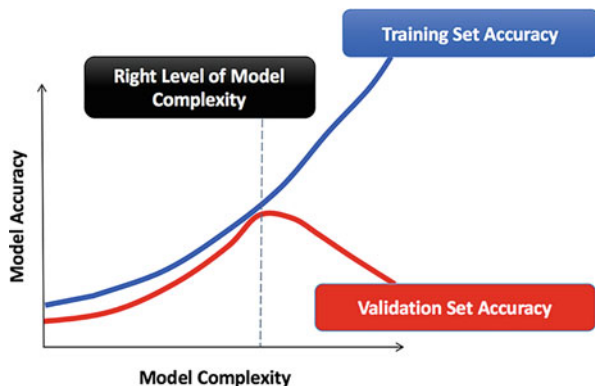 Training Set Accuracy
Right Level of Model
Complexity
Model Accuracy
Validation Set Accuracy
Model Complexity